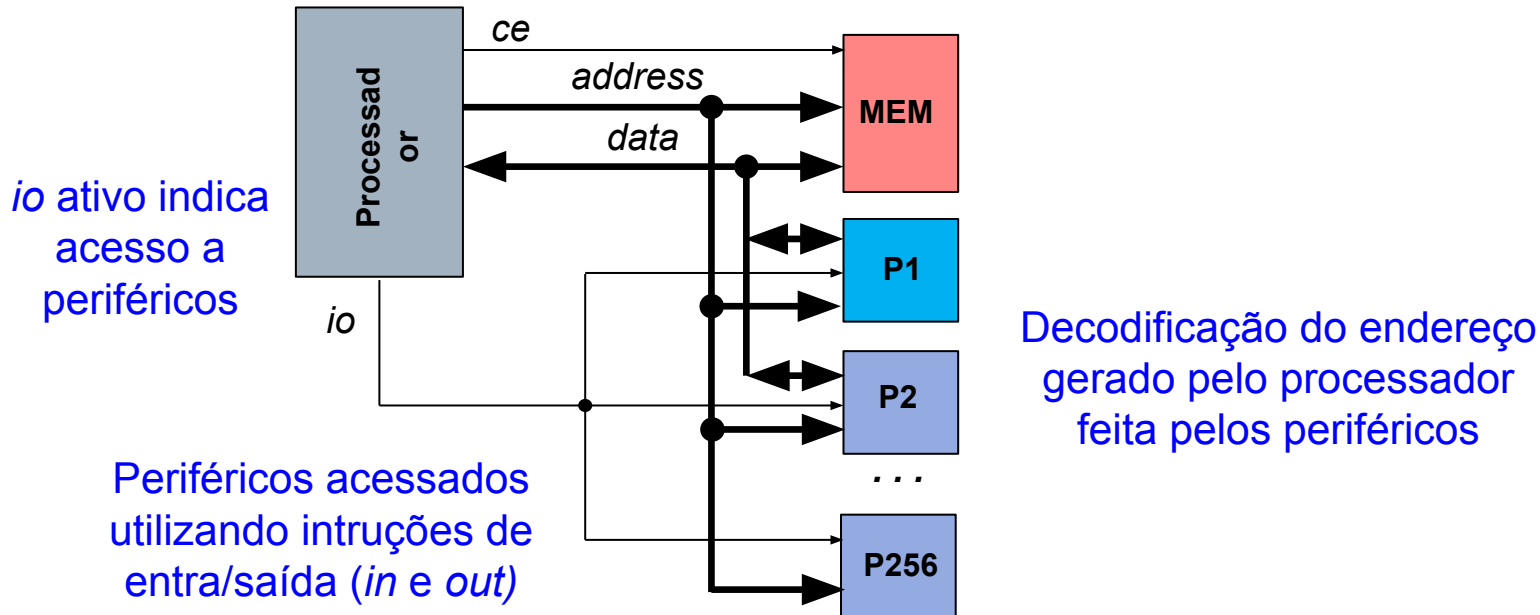 ce
address
data
Processad
or
MEM
io ativo indica
acesso a
periféricos
io
P1
P2
. . .
P256
Decodificação do endereço
gerado pelo processador
feita pelos periféricos
Periféricos acessados
utilizando intruções de
entra/saída (in e out)